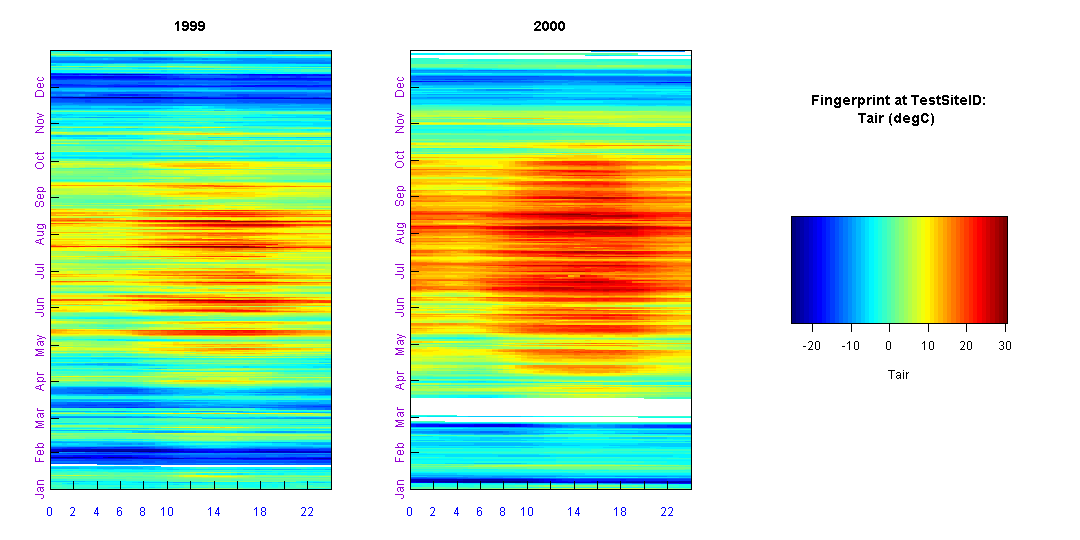 1999
2000
Fingerprint at TestSiteID:
Tair (degC)
Dec
Nov
Oct
Sep
Aug
Jul
Jun
May
Apr
Mar
Feb
Jan
0 2 4 6 8 10 14 18 22
Dec
Nov
Oct
Sep
Aug
Jul
Jun
May
Apr
Mar
Feb
Jan
0 2 4 6 8 10 14 18 22
-20 -10 0 10 20 30
Tair